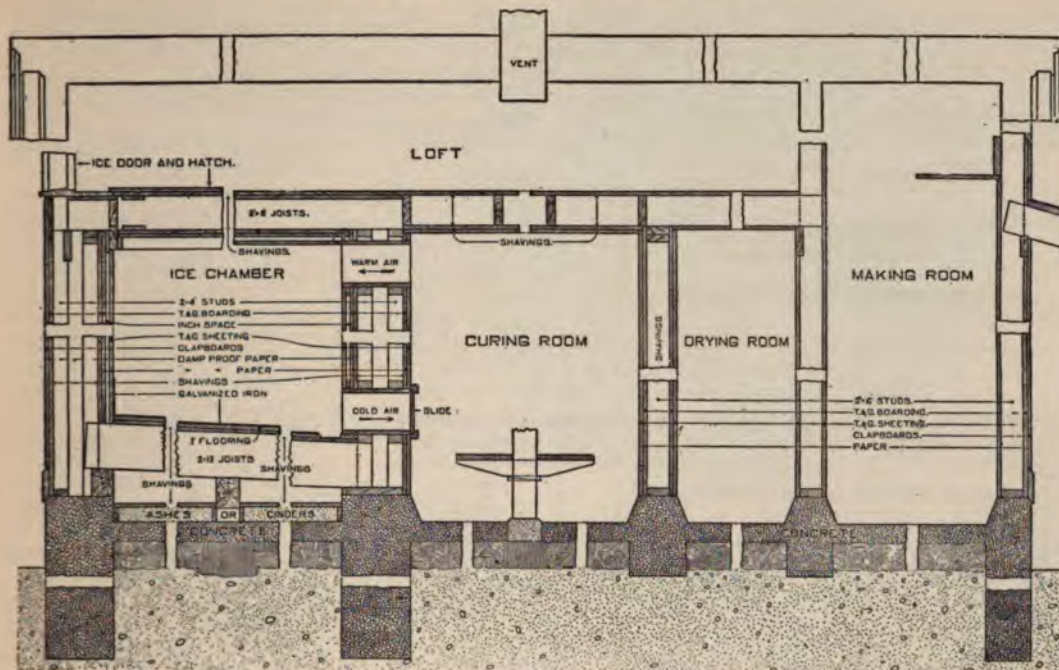 VENT
LOFT
ICE DOOR AND HATCH.
2×8 JOISTS.
SHAVINGS.
SHAVINGS.
ICE CHAMBER
WARM AIR
MAKING ROOM
2-4 STUDS
T.&G. BOARDING
INCH SPACE
T.&G. SHEETING
CLAPBOARDS
DAMP PROOF PAPER
" " PAPER
SHAVINGS
GALVANIZED IRON
CURING ROOM
SHAVINGS
DRYING ROOM
COLD AIR
SLIDE
2×6 STUDS.
T.&G. BOARDING.
T.&G. SHEETING.
CLAPBOARDS.
PAPER
2" FLOORING
2-12 JOISTS
SHAVINGS
SHAVINGS
ASHES OR CINDERS
CONCRETE
CONCRETE